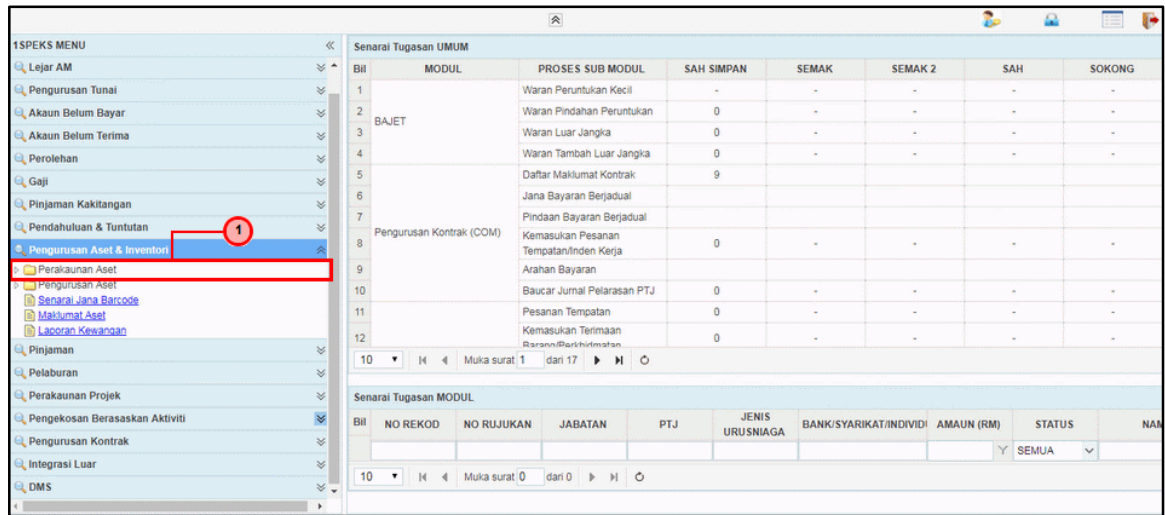 1SPEKS MENU
Lejar AM
Pengurusan Tunai
Akaun Belum Bayar
Akaun Belum Terima
Perolehan
Gaji
Pinjaman Kakitangan
Pendahuluan & Tuntutan
1
Pengurusan Aset & Inventori
Perakaunan Aset
Pengurusan Aset
Senarai Jana Barcode
Maklumat Aset
Laporan Kewangan
Pinjaman
Pelaburan
Perakaunan Projek
Pengekosan Berasaskan Aktiviti
Pengurusan Kontrak
Integrasi Luar
DMS
Senarai Tugasan UMUM
Bil MODUL PROSES SUB MODUL SAH SIMPAN SEMAK SEMAK 2 SAH SOKONG
1 Waran Peruntukan Kecil - - - - -
2 Waran Pindahan Peruntukan 0 - - - -
BAJET
3 Waran Luar Jangka 0 - - - -
4 Waran Tambah Luar Jangka 0 - - - -
5 Daftar Maklumat Kontrak 9
6 Jana Bayaran Berjadual
7 Pindaan Bayaran Berjadual
Pengurusan Kontrak (COM)
8 Kemasukan Pesanan
Tempatan/Inden Kerja 0 - - - -
9 Arahan Bayaran
10 Baucar Jurnal Pelarasan PTJ 0 - - - -
11 Pesanan Tempatan 0 - - - -
12 Kemasukan Terimaan
Barang/Perkhidmatan 0 - - - -
10 Muka surat 1 dari 17
Senarai Tugasan MODUL
Bil NO REKOD NO RUJUKAN JABATAN PTJ JENIS
URUSNIAGA BANK/SYARIKAT/INDIVIDU AMAUN (RM) STATUS NAM
SEMUA
10 Muka surat 0 dari 0